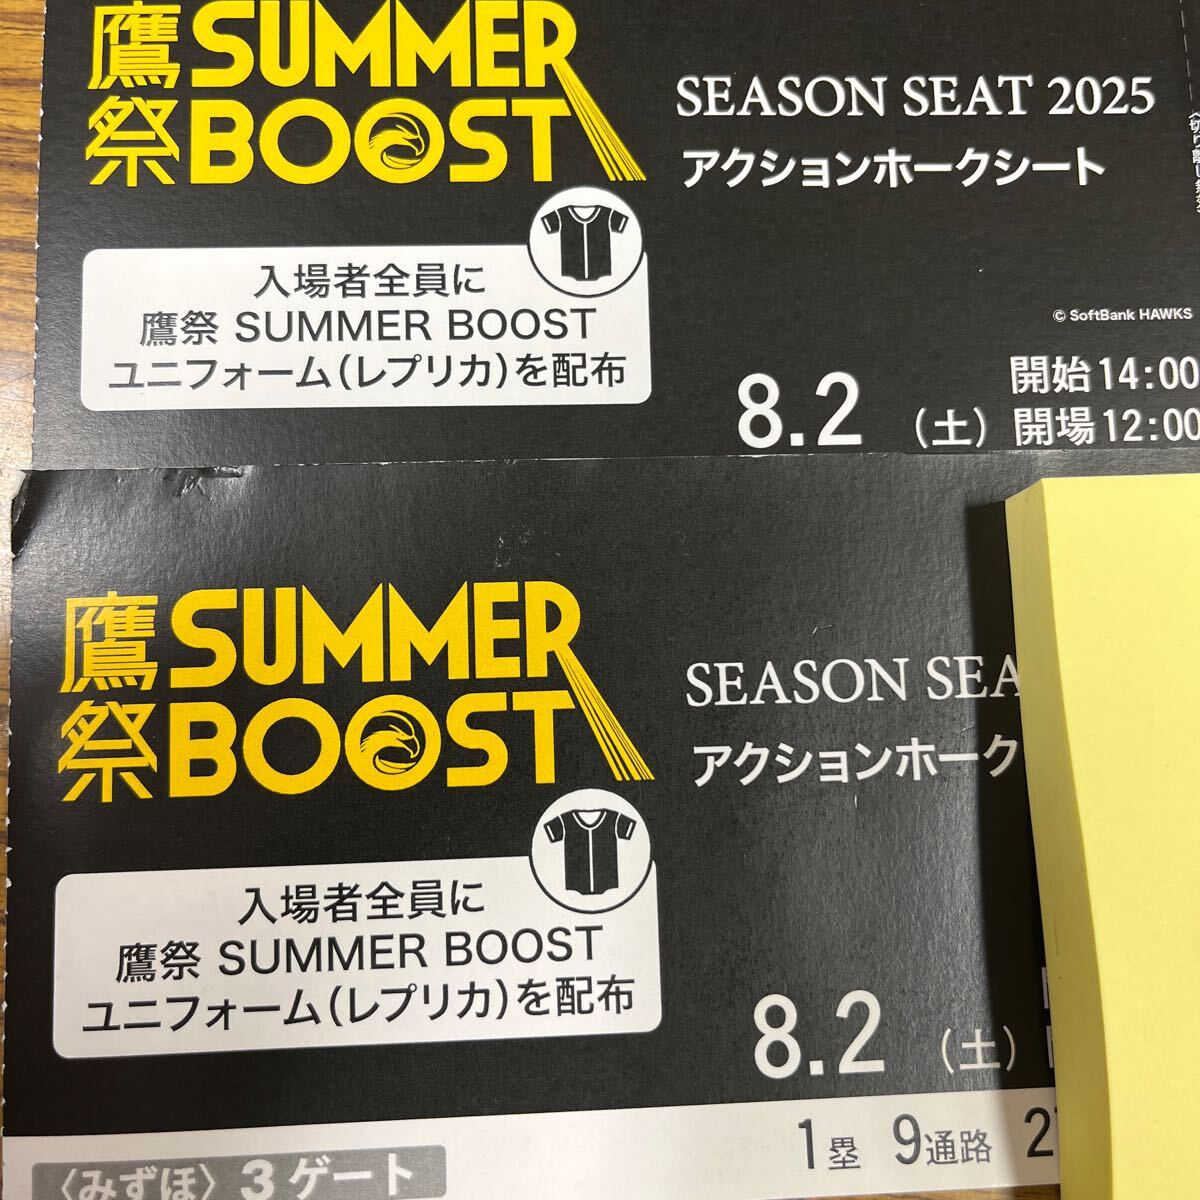 鷹祭 SUMMER BOOST
SEASON SEAT 2025
アクションホークシート
入場者全員に
鷹祭 SUMMER BOOST
ユニフォーム(レプリカ)を配布
© SoftBank HAWKS
8.2 (土)
開始14:00
開場12:00
鷹祭 SUMMER BOOST
SEASON SEA
アクションホーク
入場者全員に
鷹祭 SUMMER BOOST
ユニフォーム(レプリカ)を配布
8.2 (土)
1塁 9通路 2
〈みずほ〉3ゲート